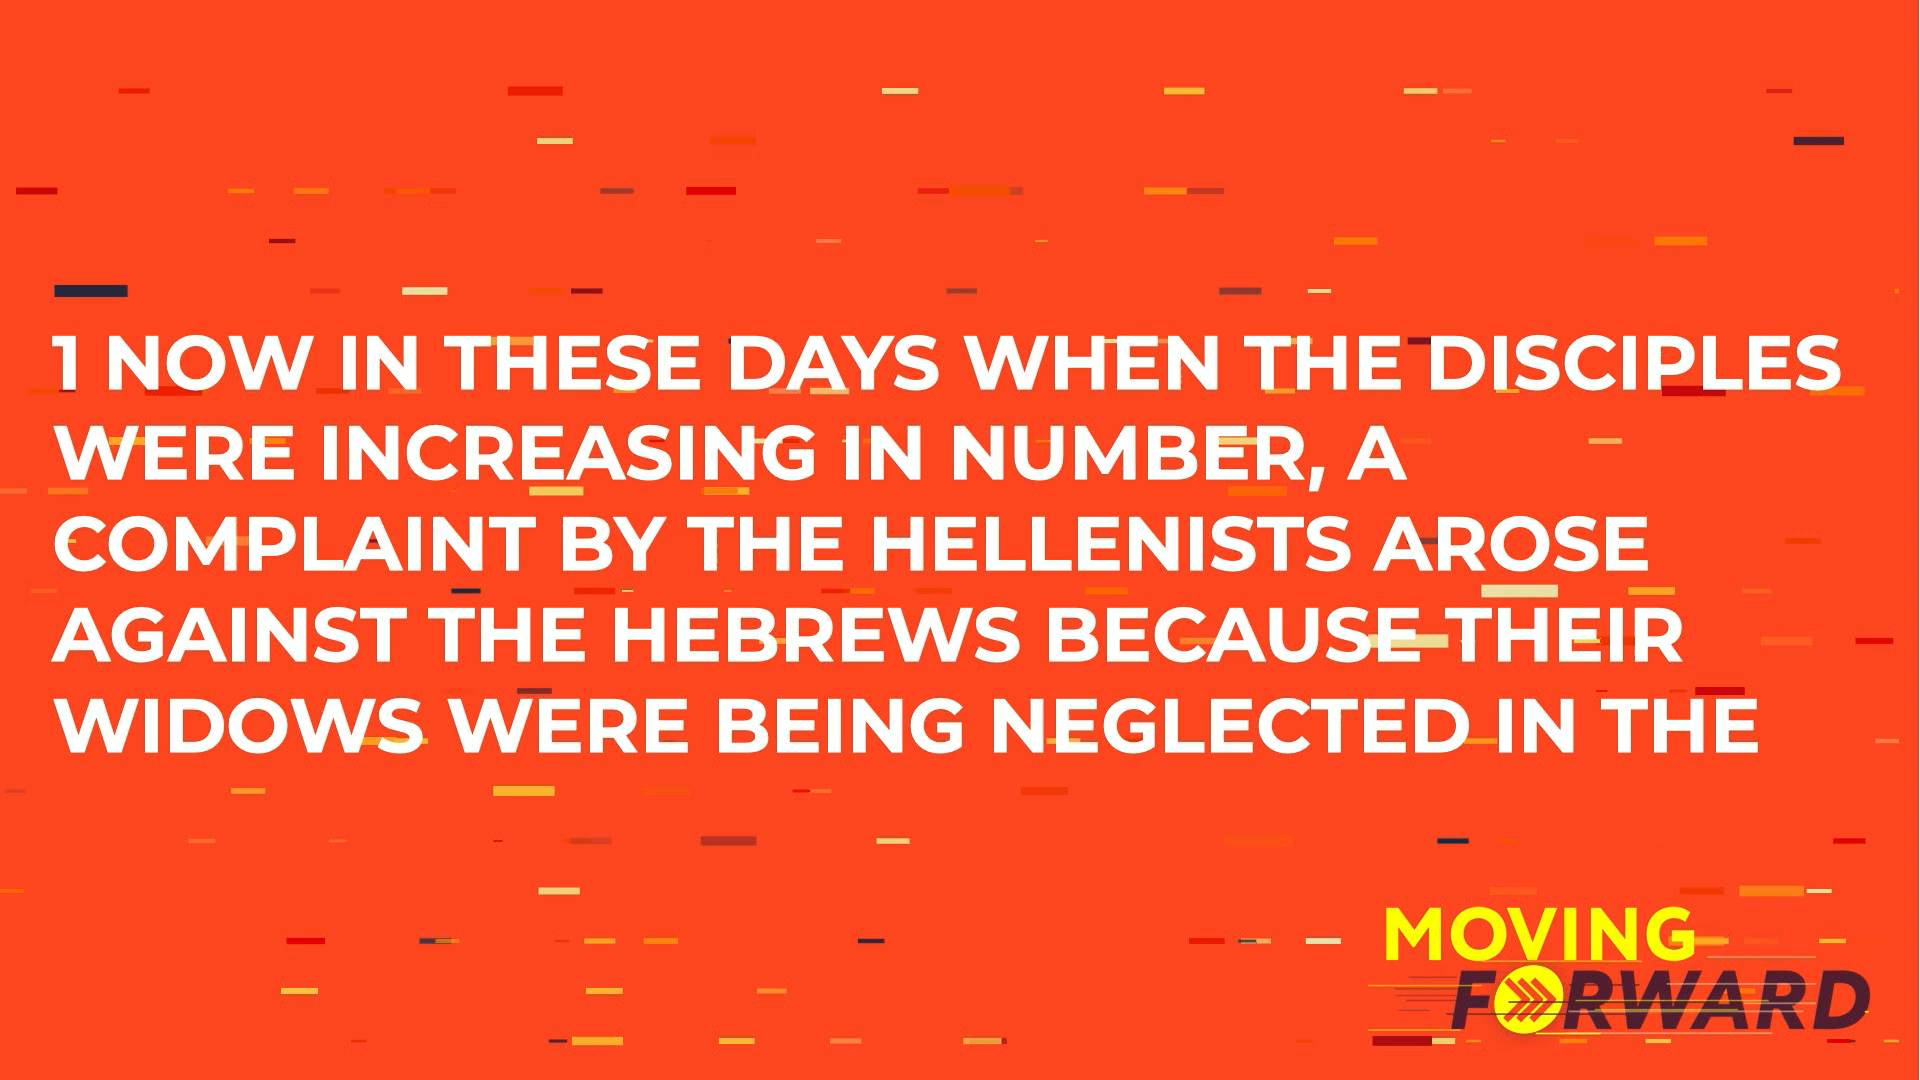 1 NOW IN THESE DAYS WHEN THE DISCIPLES
WERE INCREASING IN NUMBER, A
COMPLAINT BY THE HELLENISTS AROSE
AGAINST THE HEBREWS BECAUSE THEIR
WIDOWS WERE BEING NEGLECTED IN THE
MOVING
FORWARD